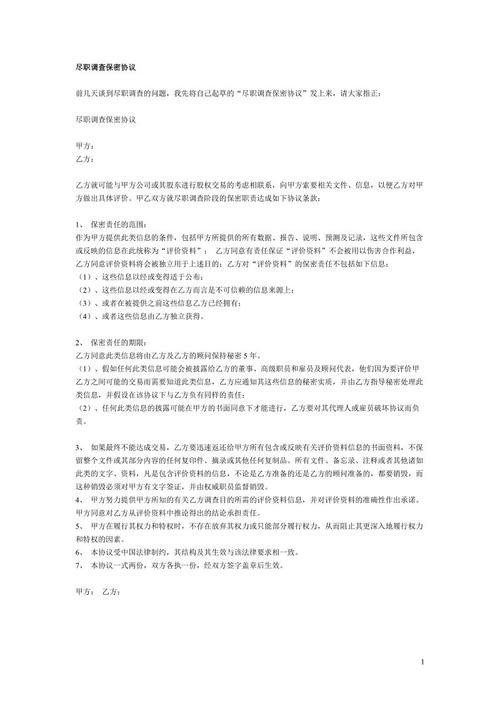 尽职调查保密协议
前几天谈到尽职调查的问题，我先将自己起草的“尽职调查保密协议”发上来，请大家指正：
尽职调查保密协议
甲方：
乙方：
乙方就可能与甲方公司或其股东进行股权交易的考虑相联系，向甲方索要相关文件、信息，以便乙方对甲
方做出具体评价。甲乙双方就尽职调查阶段的保密职责达成如下协议条款：
1、 保密责任的范围：
作为甲方提供此类信息的条件，包括甲方所提供的所有数据、报告、说明、预测及记录，这些文件所包含
或反映的信息在此统称为“评价资料”； 乙方同意有责任保证“评价资料”不会被用以伤害合作利益，
乙方同意评价资料将会被独立用于上述目的；乙方对“评价资料”的保密责任不包括如下信息：
（1）、这些信息以经或变得适于公布；
（2）、这些信息以经或变得在乙方而言是不可信赖的信息来源上；
（3）、或者在被提供之前这些信息乙方已经拥有；
（4）、或者这些信息由乙方独立获得。
2、 保密责任的期限：
乙方同意此类信息将由乙方及乙方的顾问保持秘密 5 年。
（1）、假如任何此类信息可能会被披露给乙方的董事、高级职员和雇员及顾问代表，他们因为要评价甲
乙方之间可能的交易而需要知道此类信息，乙方应通知其这些信息的秘密实质，并由乙方指导秘密处理此
类信息，并假设在该协议下与乙方负有同样的责任；
（2）、任何此类信息的披露可能在甲方的书面同意下才能进行，乙方要对其代理人或雇员破坏协议而负
责。
3、 如果最终不能达成交易，乙方要迅速返还给甲方所有包含或反映有关评价资料信息的书面资料，不保
留整个文件或其部分内容的任何复印件、摘录或其他任何复制品。所有文件、备忘录、注释或者其他诸如
此类的文字、资料，凡是包含评价资料的信息，不论是乙方准备的还是乙方的顾问准备的，都要销毁，而
这种销毁必须对甲方有文字签证，并由权威职员监督销毁。
4、 甲方努力提供甲方所知的有关乙方调查目的所需的评价资料信息，并对评价资料的准确性作出承诺。
甲方同意对乙方从评价资料中推论得出的结论承担责任。
5、 甲方在履行其权力和特权时，不存在放弃其权力或只能部分履行权力，从而阻止其更深入地履行权力
和特权的因素。
6、 本协议受中国法律制约，其结构及其生效与该法律要求相一致。
7、 本协议一式两份，双方各执一份，经双方签字盖章后生效。
甲方： 乙方：
1